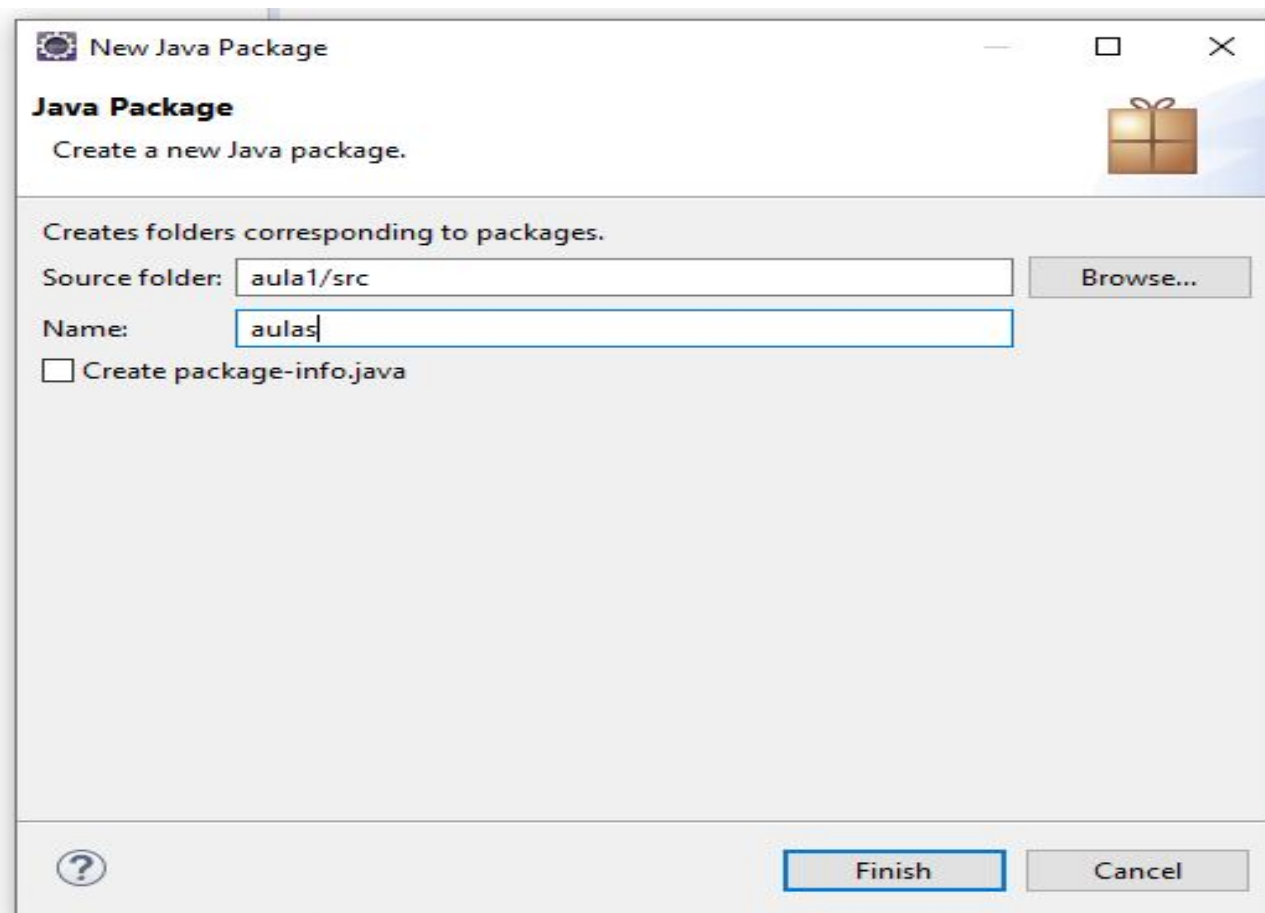 New Java Package
Java Package
Create a new Java package.
Creates folders corresponding to packages.
Source folder: aula1/src Browse...
Name: aulas
Create package-info.java
? Finish Cancel